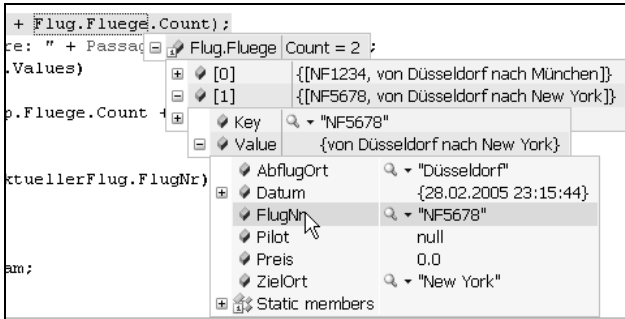 + Flug.Fluege.Count);
re: " + Passag Flug.Fluege Count = 2 ;
.Values) [0] {[NF1234, von Düsseldorf nach München]}
[1] {[NF5678, von Düsseldorf nach New York]}
p.Fluege.Count + Key "NF5678"
Value {von Düsseldorf nach New York}
AbflugOrt "Düsseldorf"
ktuellerFlug.FlugNr) Datum {28.02.2005 23:15:44}
FlugNr "NF5678"
Pilot null
Preis 0.0
am; ZielOrt "New York"
Static members